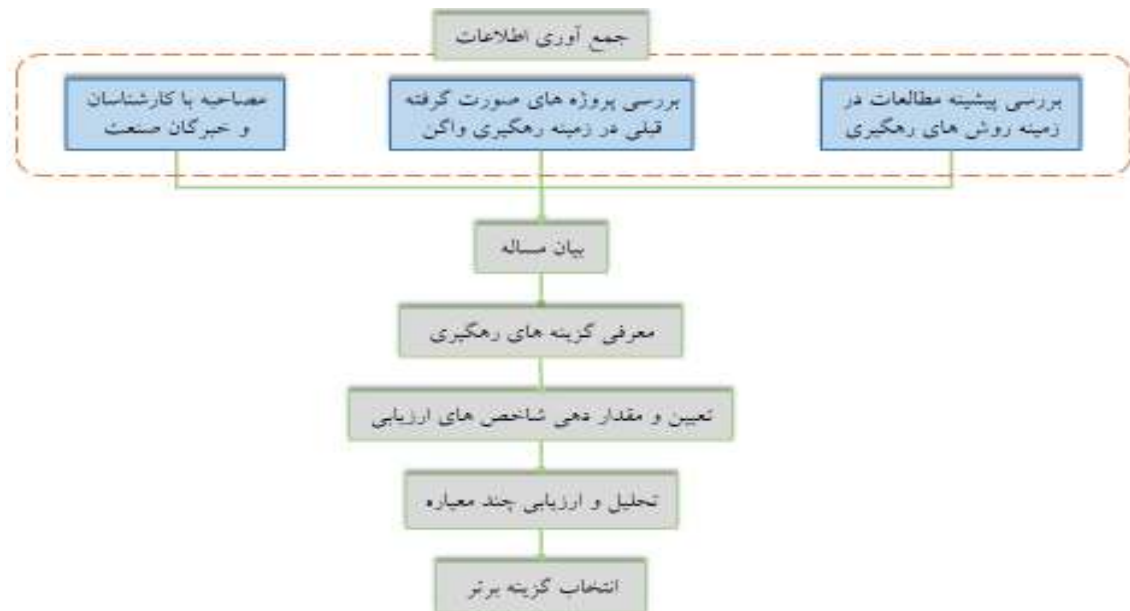 جمع آوری اطلاعات
بررسی پیشینه مطالعات در
زمینه روش های رهگیری
بررسی پروژه های صورت گرفته
قبلی در زمینه رهگیری واگن
مصاحبه با کارشناسان
و خبرگان صنعت
بیان مساله
معرفی گزینه های رهگیری
تعیین و مقدار دهی شاخص های ارزیابی
تحلیل و ارزیابی چند معیاره
انتخاب گزینه برتر